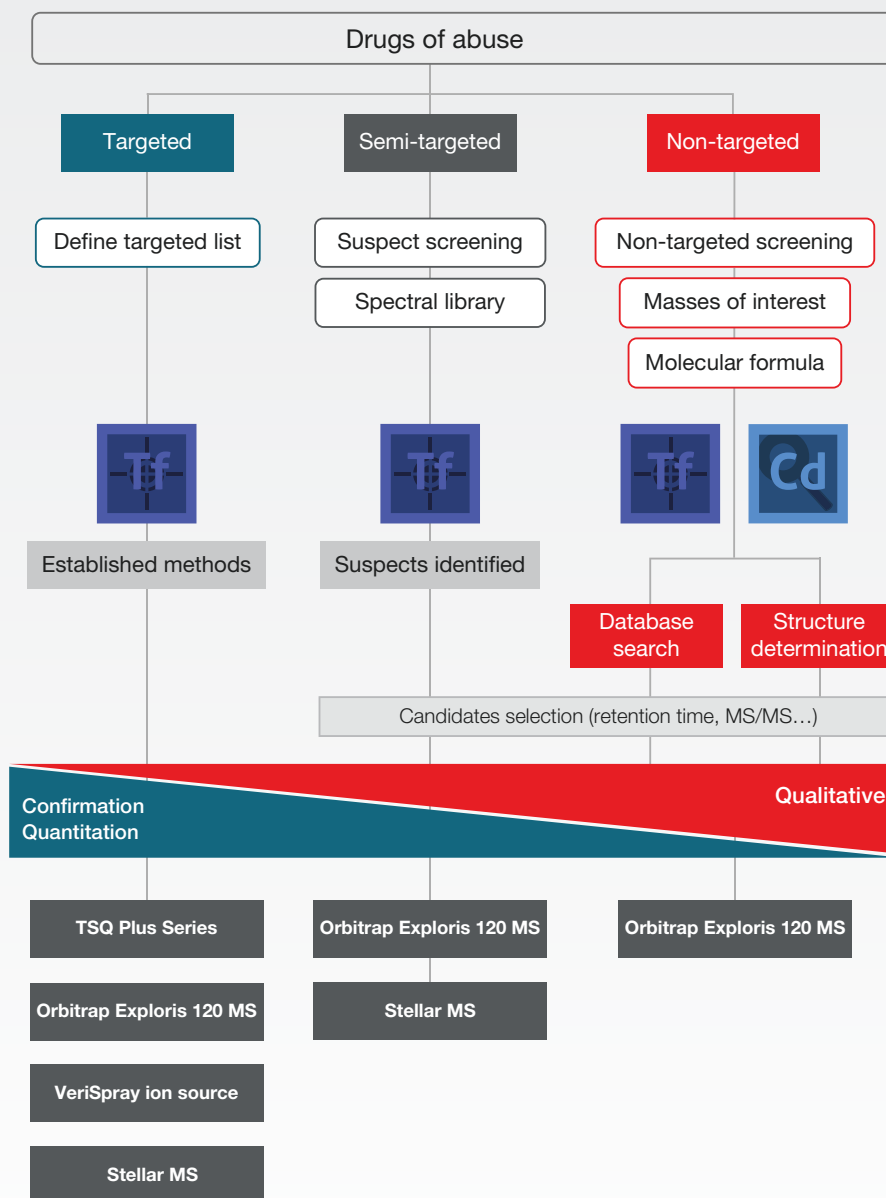 Drugs of abuse
Targeted
Semi-targeted
Non-targeted
Define targeted list
Suspect screening
Non-targeted screening
Spectral library
Masses of interest
Molecular formula
Tf
Tf
Tf
Cd
Established methods
Suspects identified
Database
search
Structure
determination
Candidates selection (retention time, MS/MS…)
Confirmation
Quantitation
Qualitative
TSQ Plus Series
Orbitrap Exploris 120 MS
Orbitrap Exploris 120 MS
Orbitrap Exploris 120 MS
Stellar MS
VeriSpray ion source
Stellar MS